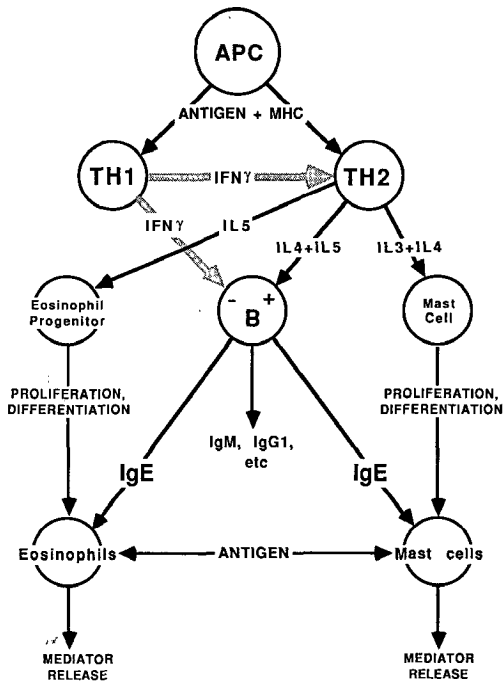 APC
ANTIGEN + MHC
TH1
IFNγ
TH2
IFNγ
IL5
IL4+IL5
IL3+IL4
Eosinophil
Progenitor
- +
B
Mast
Cell
PROLIFERATION,
DIFFERENTIATION
PROLIFERATION,
DIFFERENTIATION
IgM, IgG1,
etc
IgE
IgE
Eosinophils
ANTIGEN
Mast cells
MEDIATOR
RELEASE
MEDIATOR
RELEASE